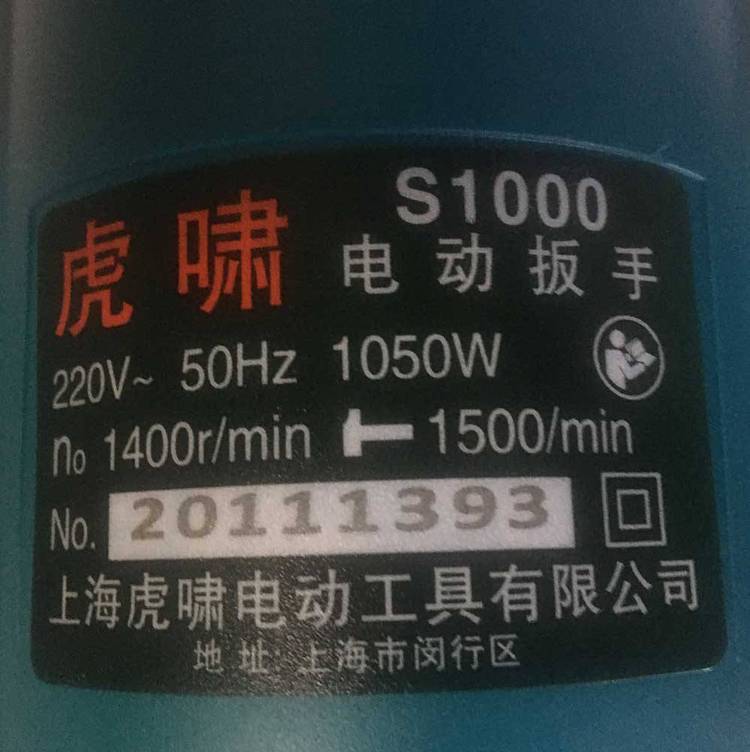 S1000
虎啸 电动扳手
220V~ 50Hz 1050W
n₀ 1400r/min 1500/min
No. 20111393
上海虎啸电动工具有限公司
地址: 上海市闵行区